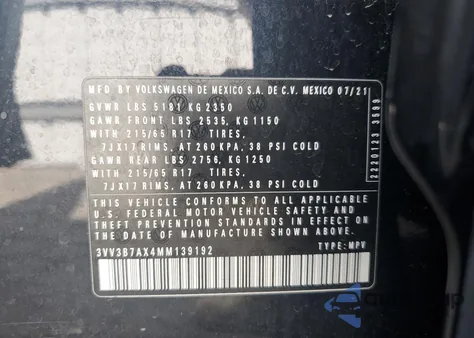 MFG. BY VOLKSWAGEN DE MEXICO S.A. DE C.V. MEXICO 07/21
GVWR LBS 5181 KG 2350
GAWR FRONT LBS 2535, KG 1150
WITH 215/65 R17 TIRES,
7JX17 RIMS, AT 260 KPA, 38 PSI COLD
GAWR REAR LBS 2756, KG 1250
WITH 215/65 R17 TIRES,
7JX17 RIMS, AT 260 KPA, 38 PSI COLD
THIS VEHICLE CONFORMS TO ALL APPLICABLE
U.S. FEDERAL MOTOR VEHICLE SAFETY AND
THEFT PREVENTION STANDARDS IN EFFECT ON THE
DATE OF MANUFACTURE SHOWN ABOVE.
3VV3B7AX4MM139192 TYPE: MPV
2220123 3599